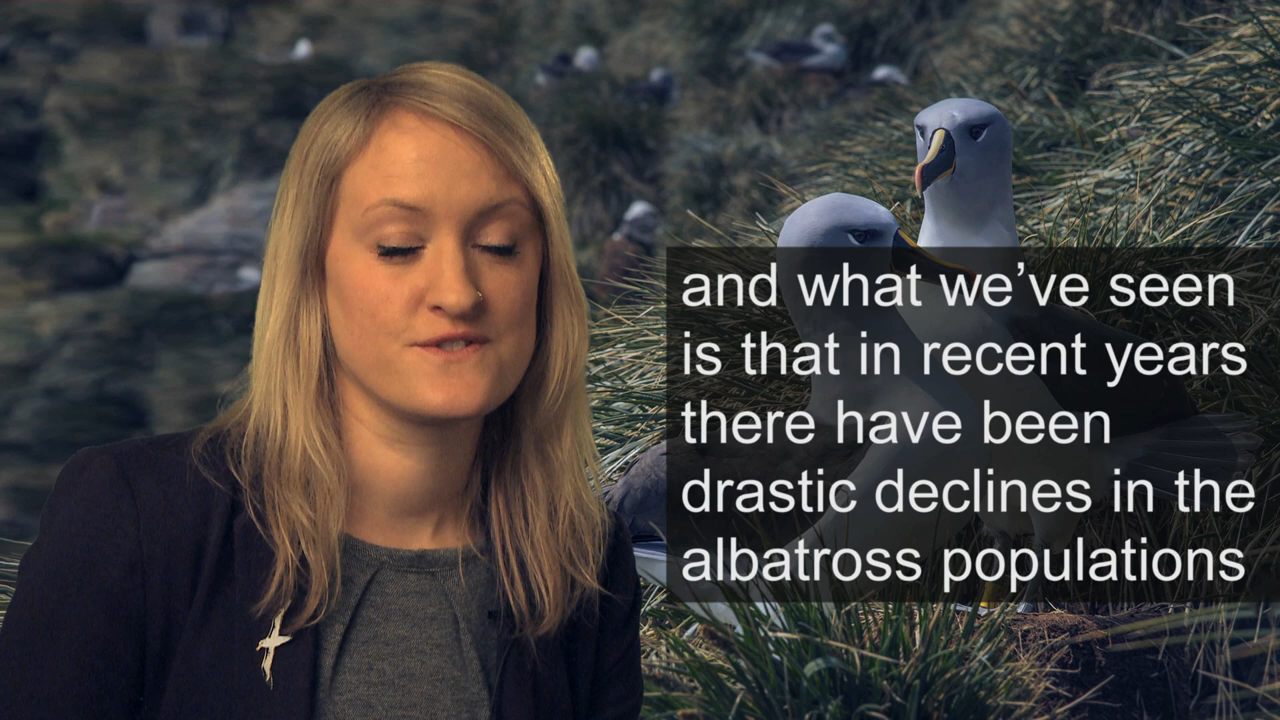 and what we’ve seen
is that in recent years
there have been
drastic declines in the
albatross populations